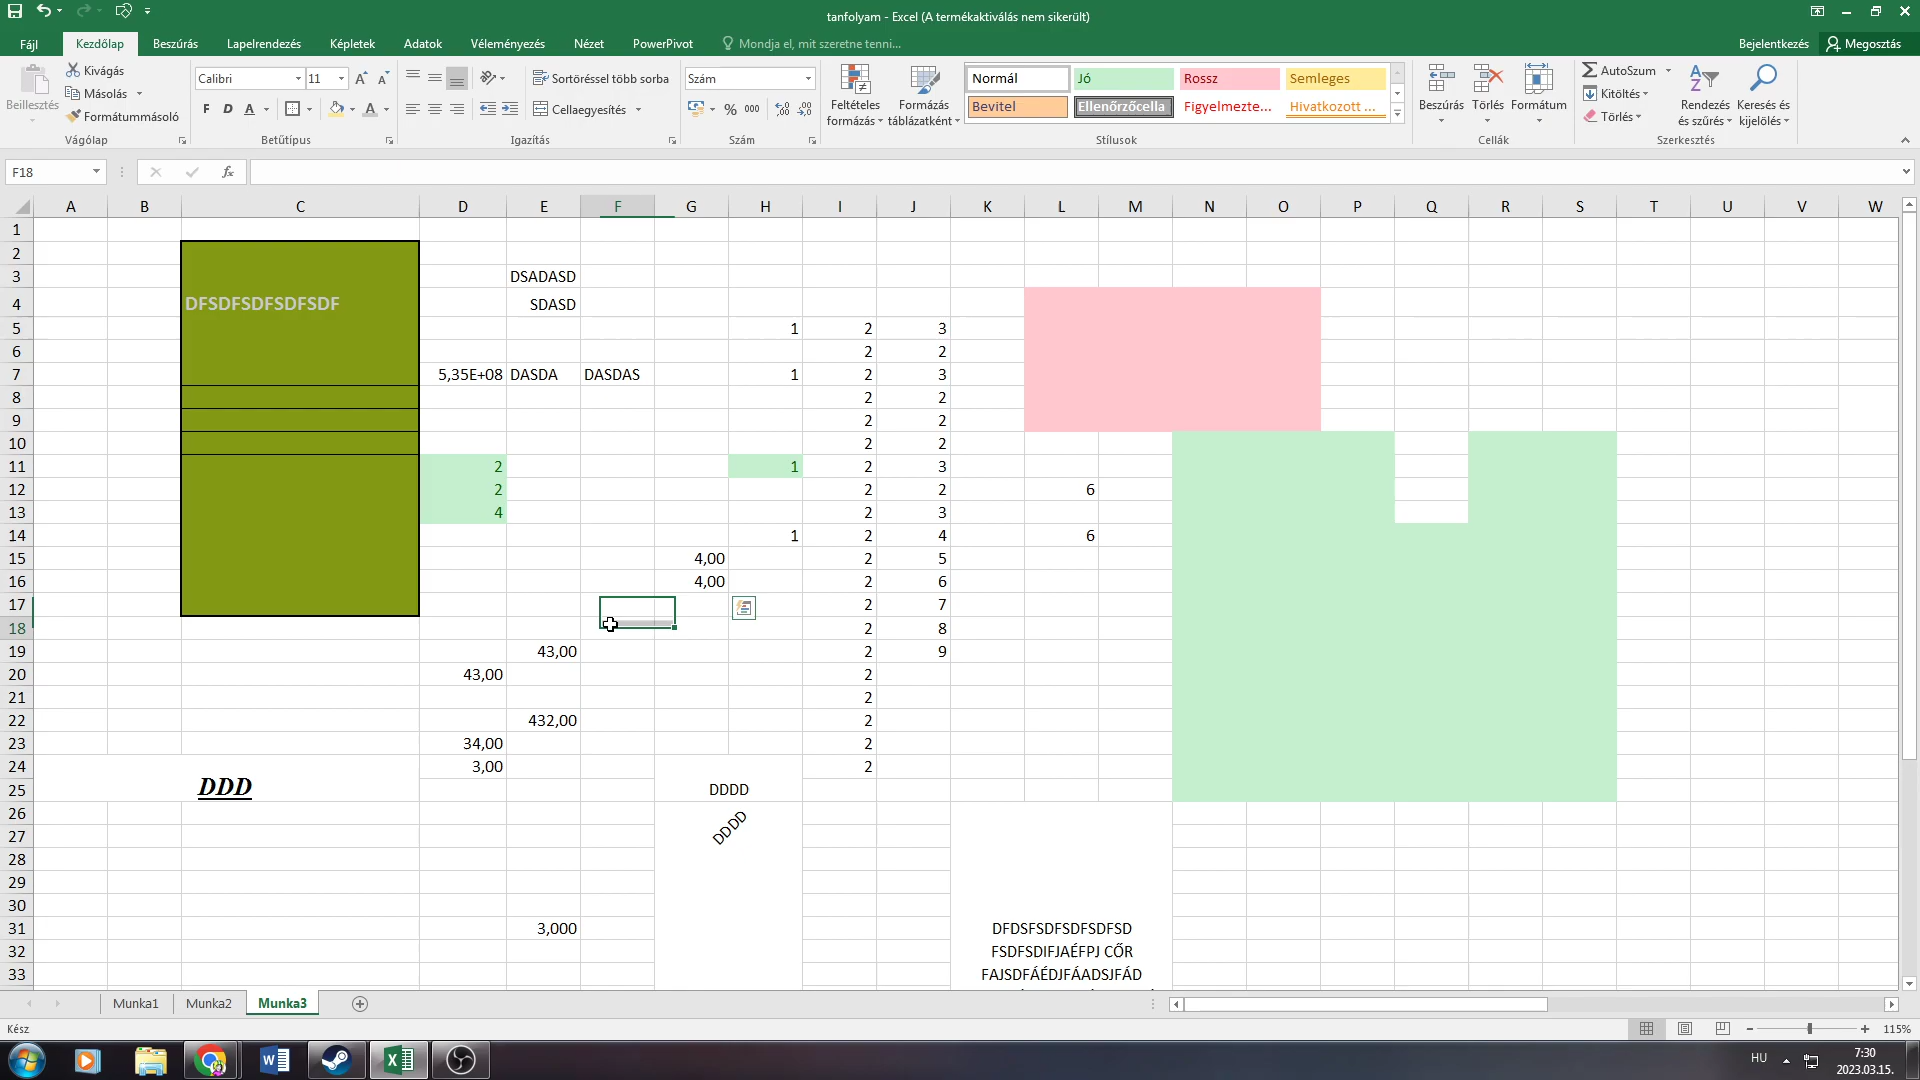 tanfolyam - Excel (A termékaktiválás nem sikerült)
Fájl Kezdőlap Beszúrás Lapelrendezés Képletek Adatok Véleményezés Nézet PowerPivot Mondja el, mit szeretne tenni... Bejelentkezés Megosztás
Beillesztés
Kivágás
Másolás
Formátummásoló
Vágólap
Calibri 11
F D A
Betűtípus
Sortöréssel több sorba
Cellaegyesítés
Igazítás
Szám
% 000
Szám
Feltételes formázás
Formázás táblázatként
Normál Jó Rossz Semleges
Bevitel Ellenőrzőcella Figyelmezte... Hivatkozott ...
Stílusok
Beszúrás Törlés Formátum
Cellák
AutoSzum
Kitöltés
Törlés
Rendezés és szűrés
Keresés és kijelölés
Szerkesztés
F18 fx
A B C D E F G H I J K L M N O P Q R S T U V W
1
2
3 DSADASD
4 DFSDFSDFSDFSDF SDASD
5 1 2 3
6 2 2
7 5,35E+08 DASDA DASDAS 1 2 3
8 2 2
9 2 2
10 2 2
11 2 1 2 3
12 2 2 2 6
13 4 2 3
14 1 2 4 6
15 4,00 2 5
16 4,00 2 6
17 2 7
18 2 8
19 43,00 2 9
20 43,00 2
21 2
22 432,00 2
23 34,00 2
24 3,00 2
25 DDD DDDD
26
27 DDDD
28
29
30
31 3,000 DFDSFSDFSDFSDFSD
32 FSDFSDIFJAÉFPJ CŐR
33 FAJSDFÁÉDJFÁADSJFÁD
Munka1 Munka2 Munka3
Kész 115%
HU 7:30
2023.03.15.